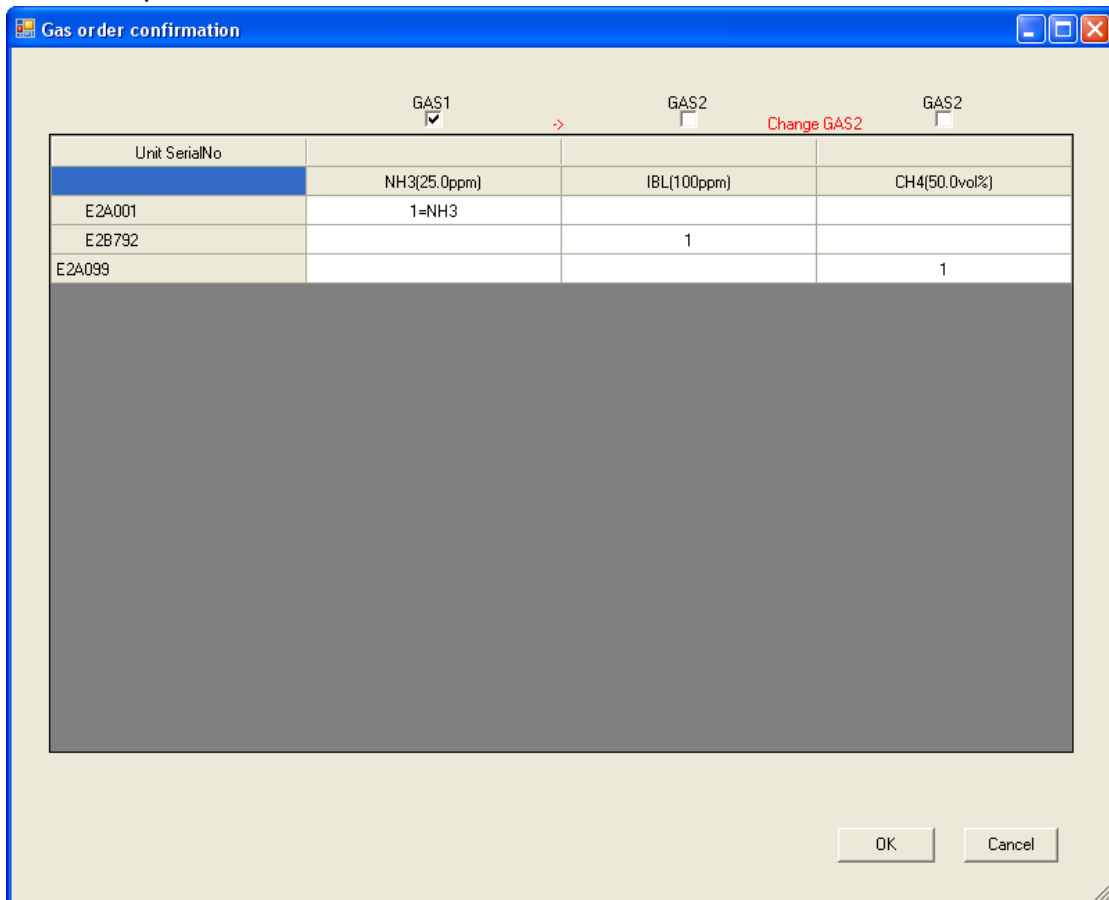 Gas order confirmation
GAS1 GAS2 GAS2
-> Change GAS2
Unit SerialNo
NH3(25.0ppm) IBL(100ppm) CH4(50.0vol%)
E2A001 1=NH3
E2B792 1
E2A099 1
OK Cancel